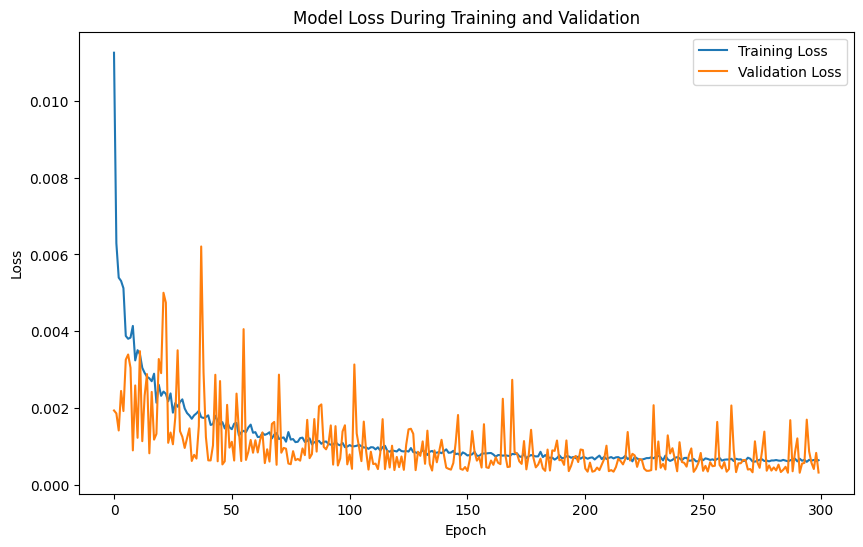 Model Loss During Training and Validation
Training Loss
Validation Loss
0.010
0.008
0.006
0.004
0.002
0.000
Loss
0
50
100
150
200
250
300
Epoch